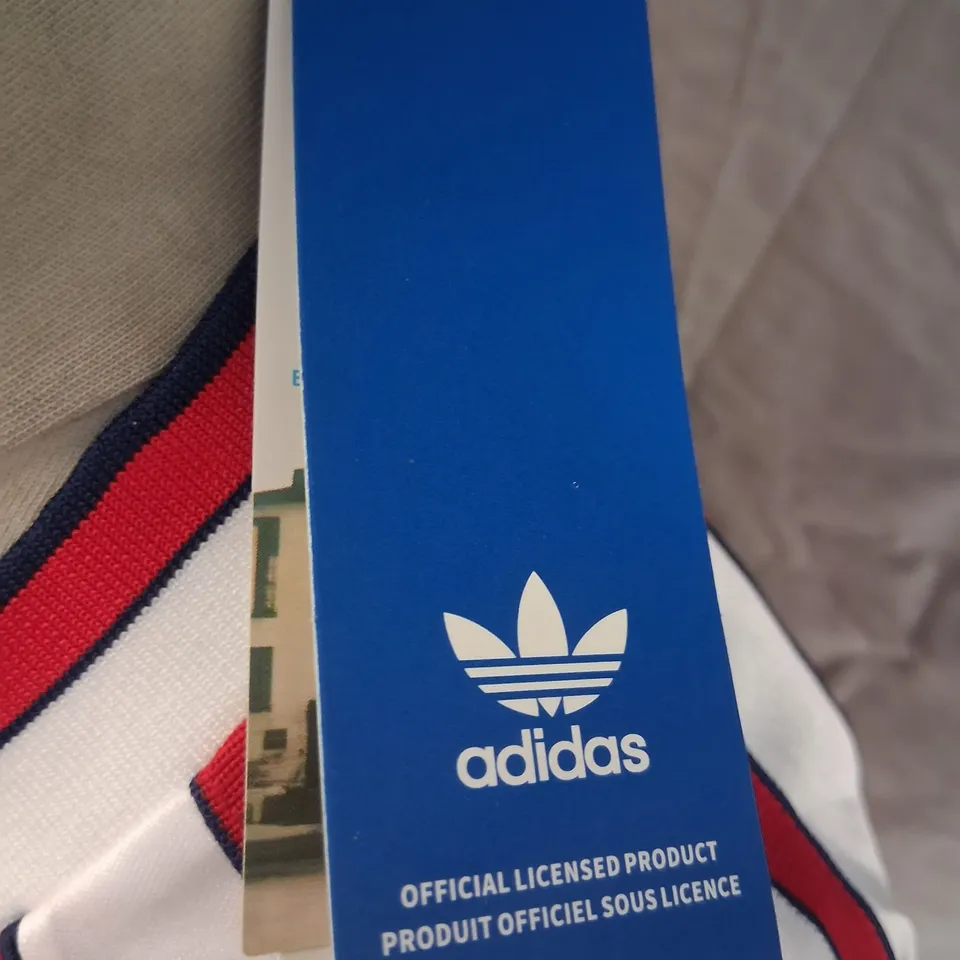 adidas
OFFICIAL LICENSED PRODUCT
PRODUIT OFFICIEL SOUS LICENCE